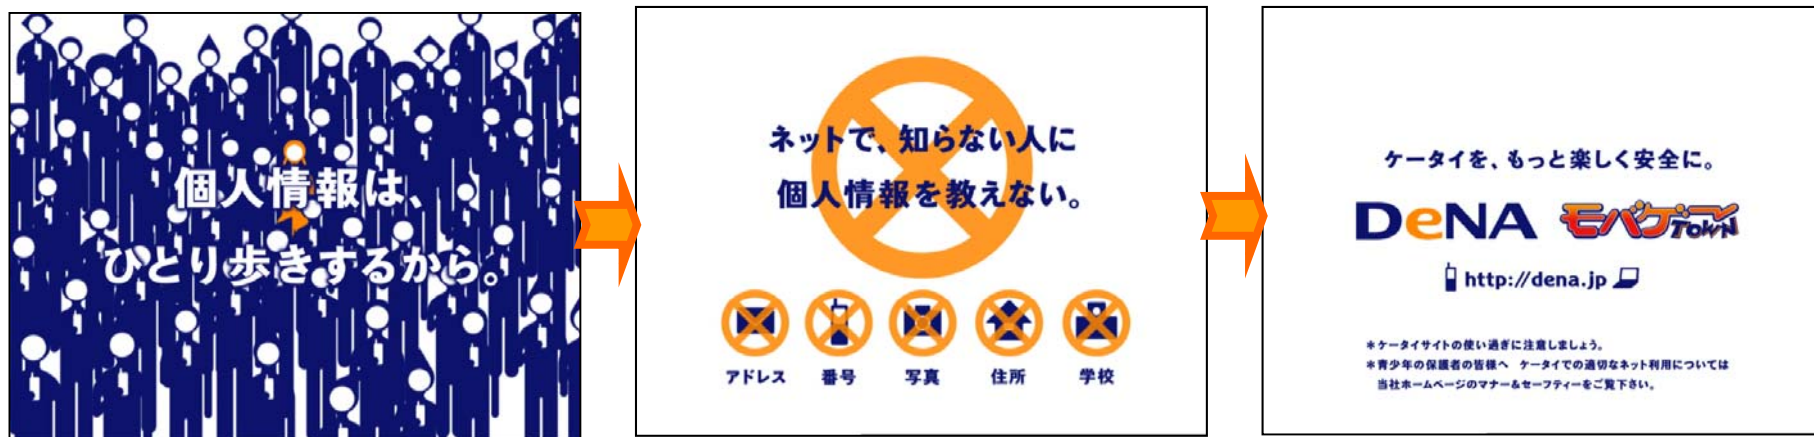 個人情報は、
ひとり歩きするから。
ネットで、知らない人に
個人情報を教えない。
アドレス 番号 写真 住所 学校
ケータイを、もっと楽しく安全に。
DeNA モバゲーTOWN
http://dena.jp
＊ケータイサイトの使い過ぎに注意しましょう。
＊青少年の保護者の皆様へ ケータイでの適切なネット利用については
当社ホームページのマナー&セーフティーをご覧下さい。